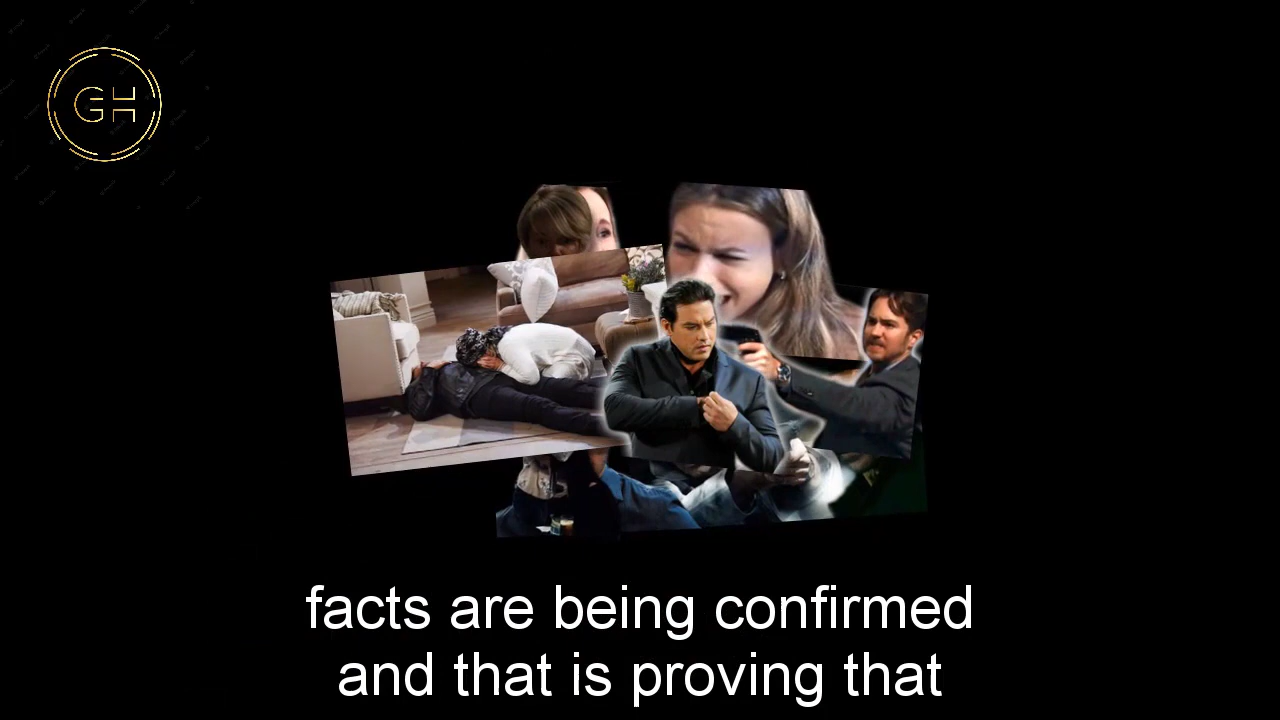 GH
facts are being confirmed
and that is proving that